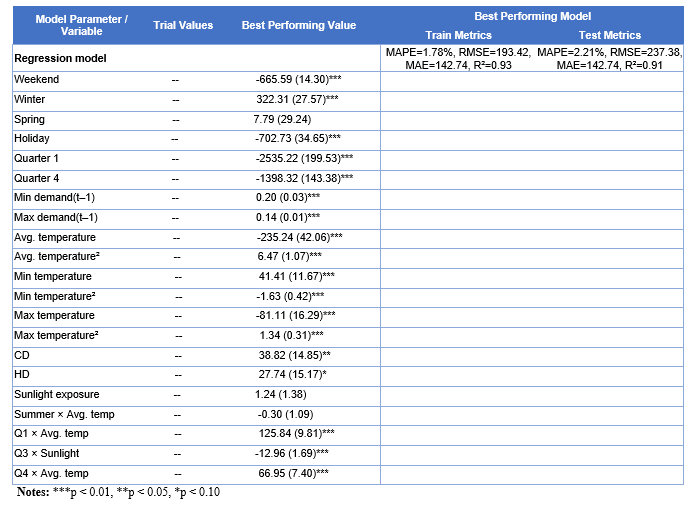 Model Parameter / Variable Trial Values Best Performing Value Best Performing Model
Train Metrics Test Metrics
Regression model MAPE=1.78%, RMSE=193.42, MAE=142.74, R²=0.93 MAPE=2.21%, RMSE=237.38, MAE=142.74, R²=0.91
Weekend -- -665.59 (14.30)***
Winter -- 322.31 (27.57)***
Spring -- 7.79 (29.24)
Holiday -- -702.73 (34.65)***
Quarter 1 -- -2535.22 (199.53)***
Quarter 4 -- -1398.32 (143.38)***
Min demand(t–1) -- 0.20 (0.03)***
Max demand(t–1) -- 0.14 (0.01)***
Avg. temperature -- -235.24 (42.06)***
Avg. temperature² -- 6.47 (1.07)***
Min temperature -- 41.41 (11.67)***
Min temperature² -- -1.63 (0.42)***
Max temperature -- -81.11 (16.29)***
Max temperature² -- 1.34 (0.31)***
CD -- 38.82 (14.85)**
HD -- 27.74 (15.17)*
Sunlight exposure -- 1.24 (1.38)
Summer × Avg. temp -- -0.30 (1.09)
Q1 × Avg. temp -- 125.84 (9.81)***
Q3 × Sunlight -- -12.96 (1.69)***
Q4 × Avg. temp -- 66.95 (7.40)***
Notes: ***p < 0.01, **p < 0.05, *p < 0.10